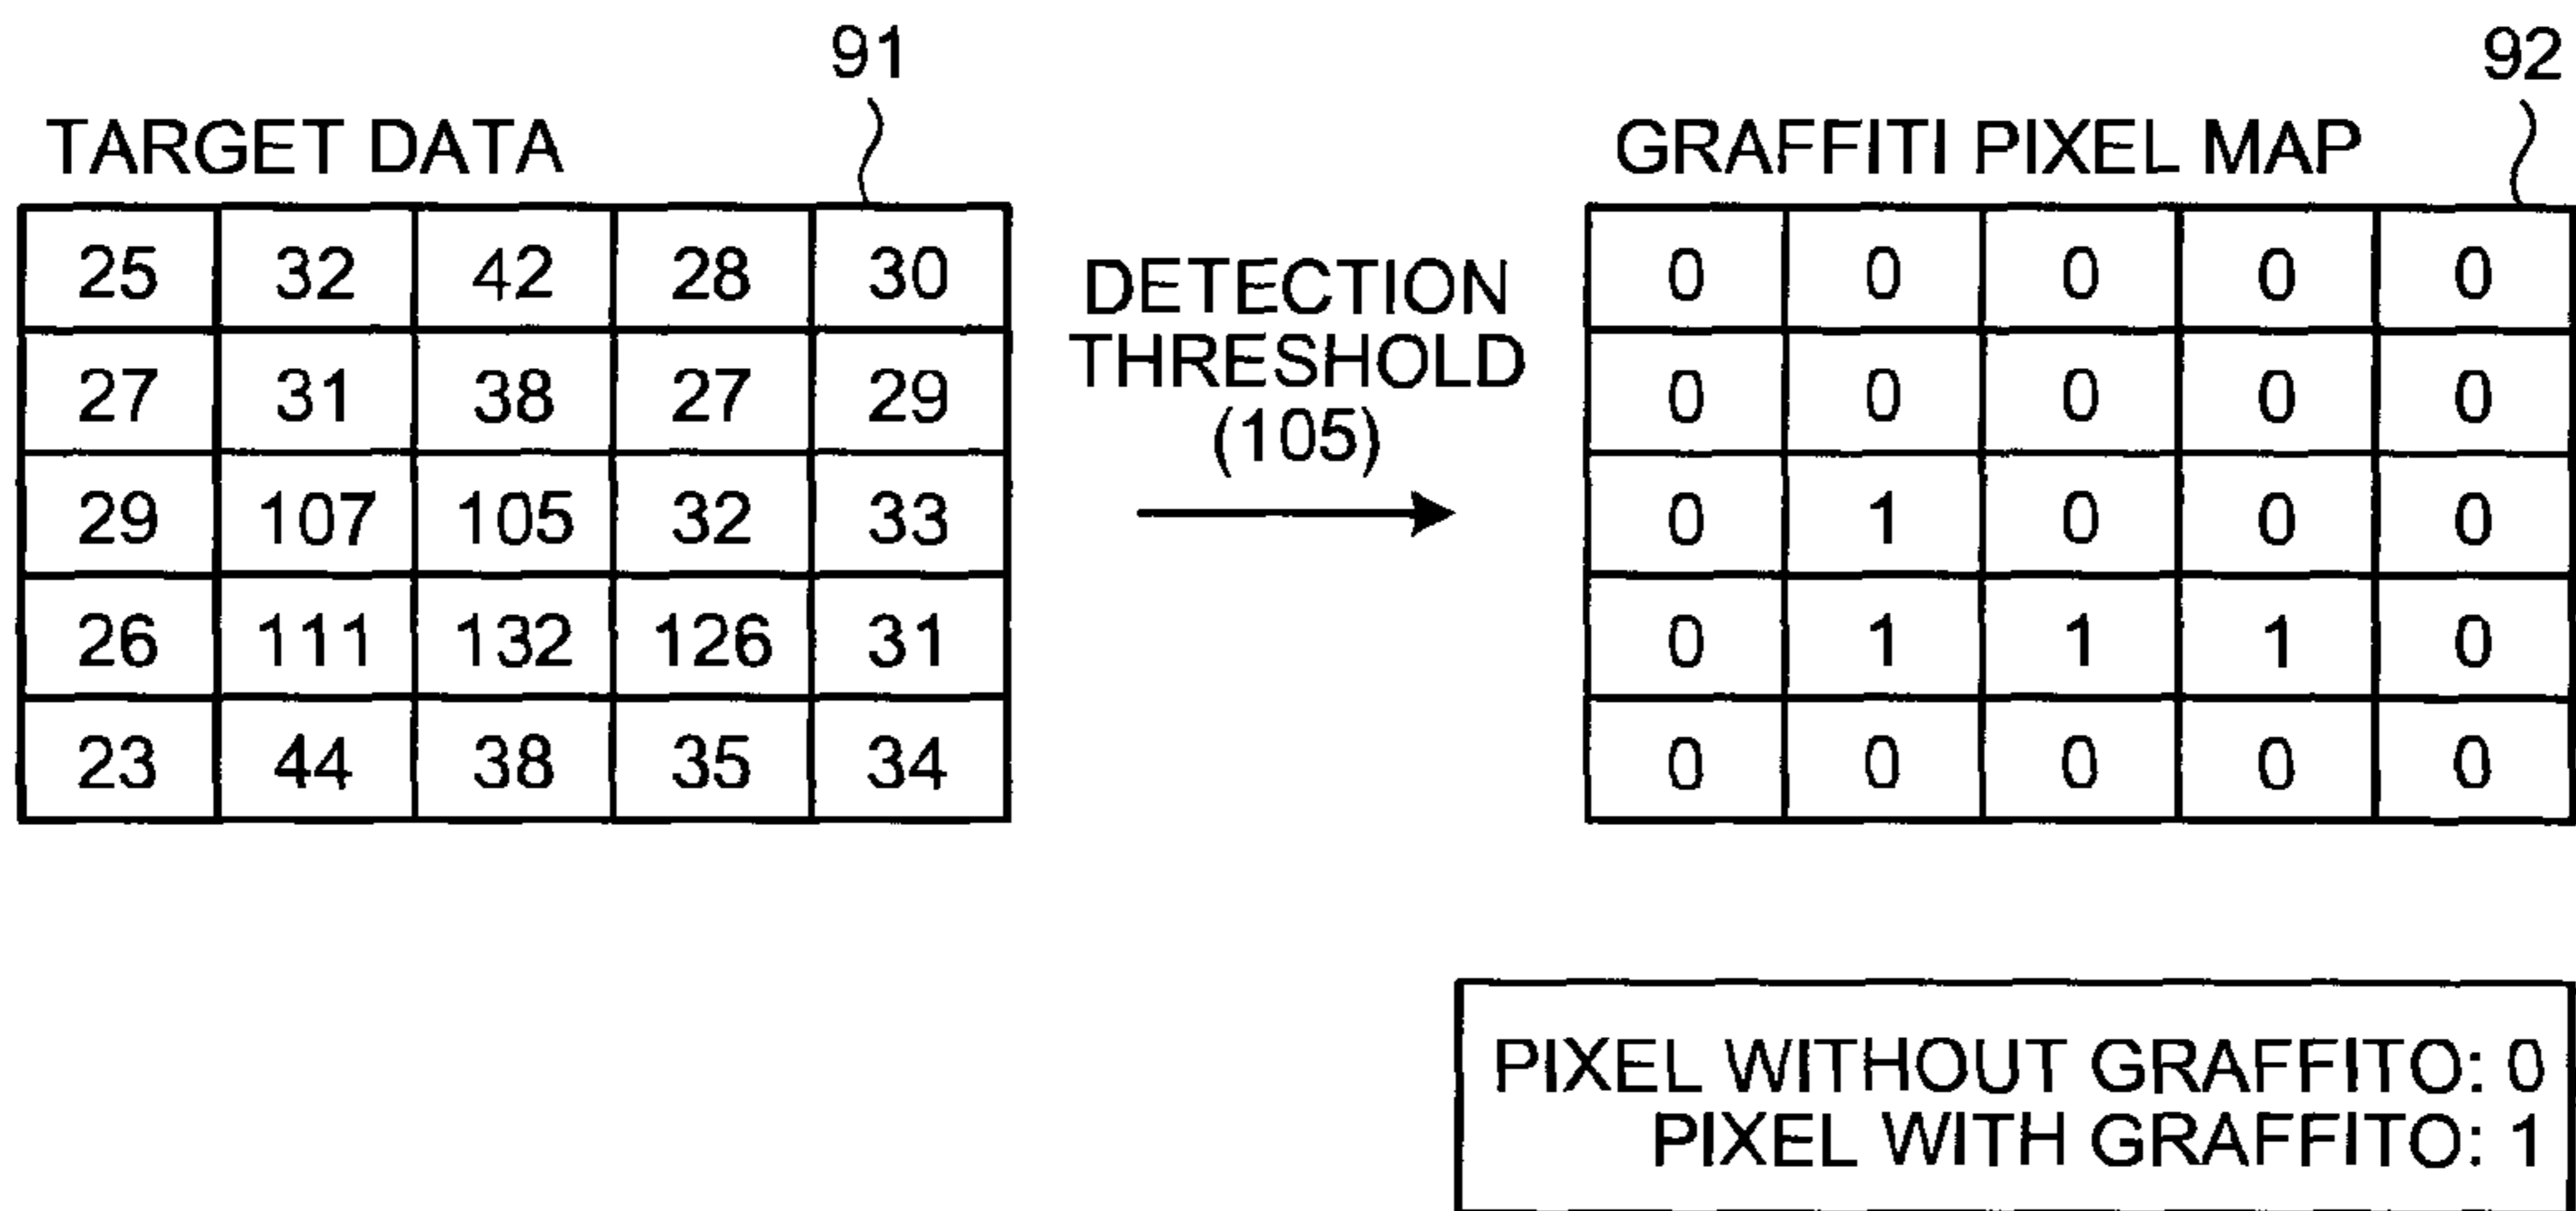 91
TARGET DATA
25 32 42 28 30
27 31 38 27 29
29 107 105 32 33
26 111 132 126 31
23 44 38 35 34
DETECTION
THRESHOLD
(105)
92
GRAFFITI PIXEL MAP
0 0 0 0 0
0 0 0 0 0
0 1 0 0 0
0 1 1 1 0
0 0 0 0 0
PIXEL WITHOUT GRAFFITO: 0
PIXEL WITH GRAFFITO: 1